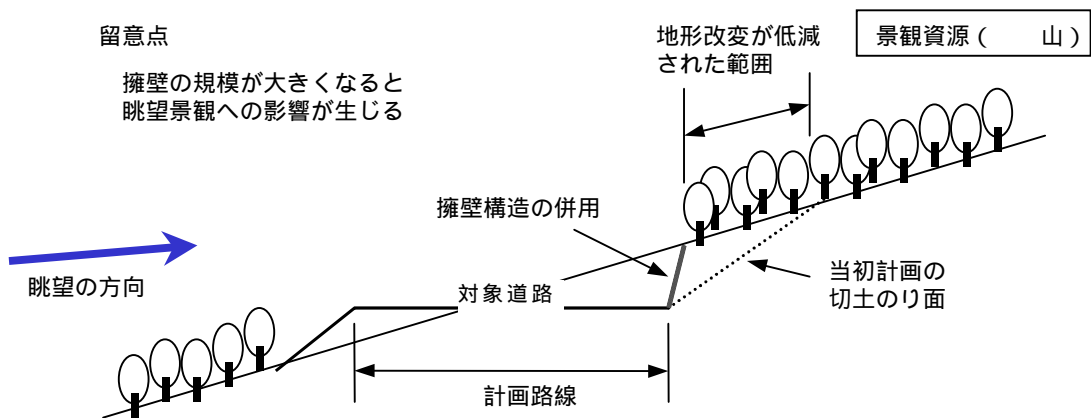 留意点
擁壁の規模が大きくなると
眺望景観への影響が生じる
地形改変が低減
された範囲
景観資源（　　山）
擁壁構造の併用
眺望の方向
対象道路
当初計画の
切土のり面
計画路線